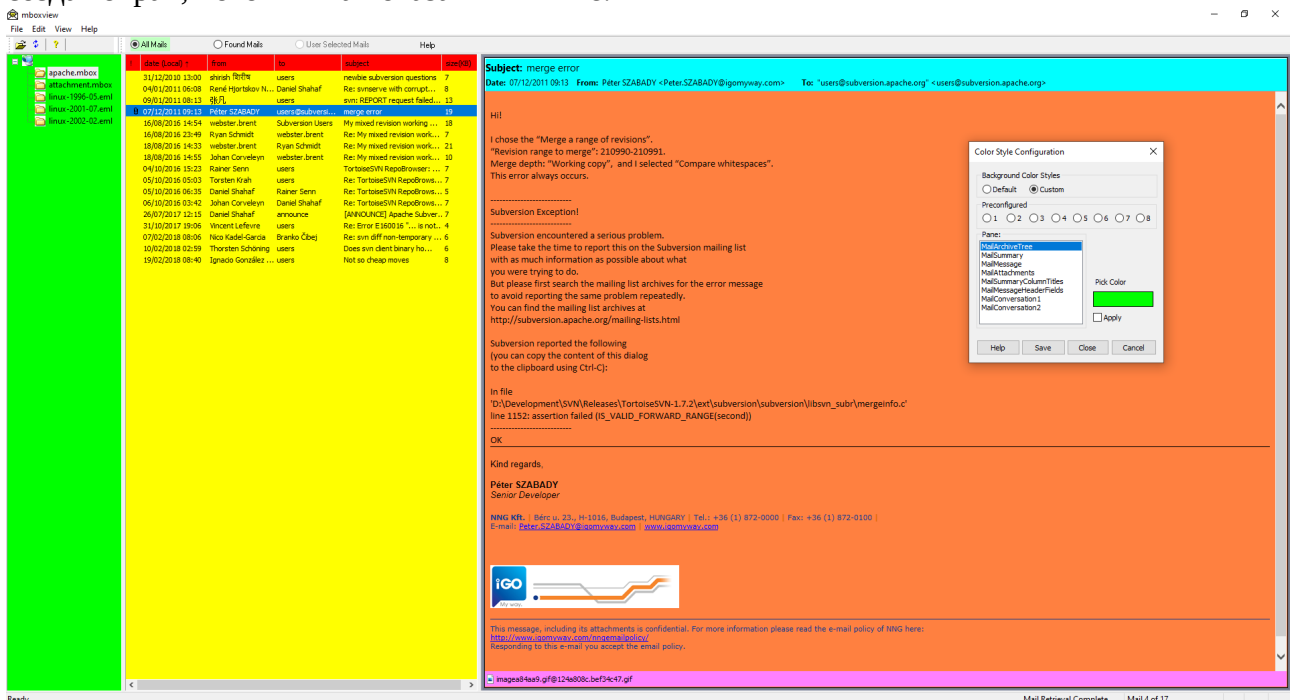 mboxview
File Edit View Help
All Mails Found Mails User Selected Mails Help
apache.mbox
attachment.mbox
linux-1996-05.eml
linux-2001-07.eml
linux-2002-02.eml
! date (Local) from to subject size(KB)
31/12/2010 13:00 shirish शिरीष users newbie subversion questions 7
04/01/2011 06:08 René Hjortskov N... Daniel Shahaf Re: svnserve with corrupt... 8
09/01/2011 08:13 张凡 users svn: REPORT request failed... 13
07/12/2011 09:13 Péter SZABADY users@subversi... merge error 19
16/08/2016 14:54 webster.brent Subversion Users My mixed revision working ... 18
16/08/2016 23:49 Ryan Schmidt webster.brent Re: My mixed revision work... 7
18/08/2016 14:33 webster.brent Ryan Schmidt Re: My mixed revision work... 21
18/08/2016 14:55 Johan Corveleyn webster.brent Re: My mixed revision work... 10
04/10/2016 15:23 Rainer Senn users TortoiseSVN RepoBrowser: ... 7
05/10/2016 05:03 Torsten Krah users Re: TortoiseSVN RepoBrows... 7
05/10/2016 06:35 Daniel Shahaf Rainer Senn Re: TortoiseSVN RepoBrows... 5
06/10/2016 03:42 Johan Corveleyn Daniel Shahaf Re: TortoiseSVN RepoBrows... 7
26/07/2017 12:15 Daniel Shahaf announce [ANNOUNCE] Apache Subver... 7
31/10/2017 19:06 Vincent Lefevre users Re: Error E160016 "... is not... 4
07/02/2018 08:06 Nico Kadel-Garcia Branko Čibej Re: svn diff non-temporary ... 6
10/02/2018 02:59 Thorsten Schöning users Does svn client binary ho... 6
19/02/2018 08:40 Ignacio González ... users Not so cheap moves 8
Subject: merge error
Date: 07/12/2011 09:13 From: Péter SZABADY <Peter.SZABADY@igomyway.com> To: "users@subversion.apache.org" <users@subversion.apache.org>
Hi!
I chose the “Merge a range of revisions”.
“Revision range to merge”: 210990-210991.
Merge depth: “Working copy”, and I selected “Compare whitespaces”.
This error always occurs.
---------------------------
Subversion Exception!
---------------------------
Subversion encountered a serious problem.
Please take the time to report this on the Subversion mailing list
with as much information as possible about what
you were trying to do.
But please first search the mailing list archives for the error message
to avoid reporting the same problem repeatedly.
You can find the mailing list archives at
http://subversion.apache.org/mailing-lists.html
Subversion reported the following
(you can copy the content of this dialog
to the clipboard using Ctrl-C):
In file
'D:\Development\SVN\Releases\TortoiseSVN-1.7.2\ext\subversion\subversion\libsvn_subr\mergeinfo.c'
line 1152: assertion failed (IS_VALID_FORWARD_RANGE(second))
---------------------------
OK
Kind regards,
Péter SZABADY
Senior Developer
NNG Kft. | Bérc u. 23., H-1016, Budapest, HUNGARY | Tel.: +36 (1) 872-0000 | Fax: +36 (1) 872-0100 |
E-mail: Peter.SZABADY@igomyway.com | www.igomyway.com
iGO
My way.
This message, including its attachments is confidential. For more information please read the e-mail policy of NNG here:
http://www.igomyway.com/nngemailpolicy/
Responding to this e-mail you accept the email policy.
imagea84aa9.gif@124a808c.bef34c47.gif
Color Style Configuration
Background Color Styles
Default Custom
Preconfigured
1 2 3 4 5 6 7 8
Pane:
MailArchiveTree
MailSummary
MailMessage
MailAttachments
MailSummaryColumnTitles
MailMessageHeaderFields
MailConversation1
MailConversation2
Pick Color
Apply
Help Save Close Cancel
Ready Mail Retrieval Complete Mail 4 of 17